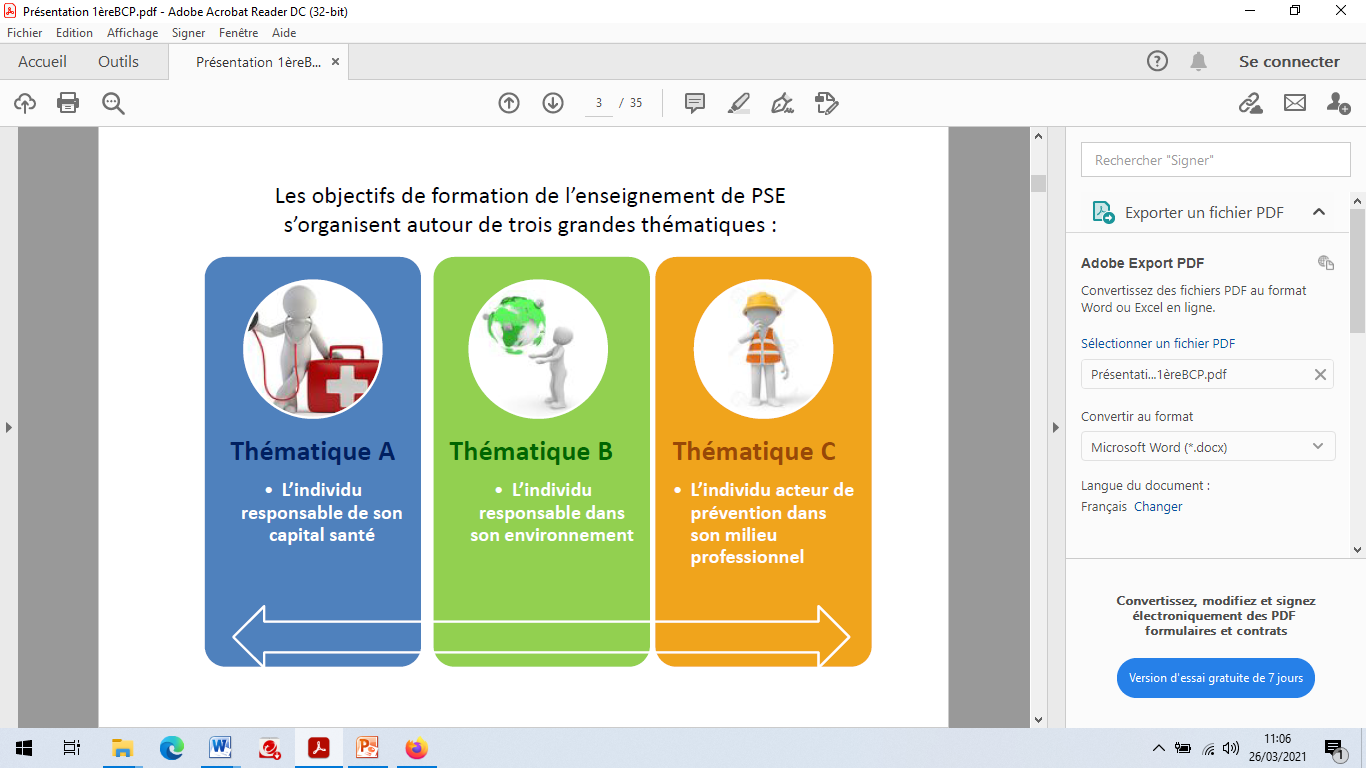 Présentation 1èreBCP.pdf - Adobe Acrobat Reader DC (32-bit)
Fichier Edition Affichage Signer Fenêtre Aide
Accueil Outils Présentation 1èreB... × Se connecter
3 / 35
Les objectifs de formation de l’enseignement de PSE
s’organisent autour de trois grandes thématiques :
Thématique A
• L’individu
responsable de son
capital santé
Thématique B
• L’individu
responsable dans
son environnement
Thématique C
• L’individu acteur de
prévention dans
son milieu
professionnel
Rechercher "Signer"
Exporter un fichier PDF
Adobe Export PDF
Convertissez des fichiers PDF au format
Word ou Excel en ligne.
Sélectionner un fichier PDF
Présentati...1èreBCP.pdf
Convertir au format
Microsoft Word (*.docx)
Langue du document :
Français Changer
Convertissez, modifiez et signez
électroniquement des PDF
formulaires et contrats
Version d'essai gratuite de 7 jours
11:06
26/03/2021
1